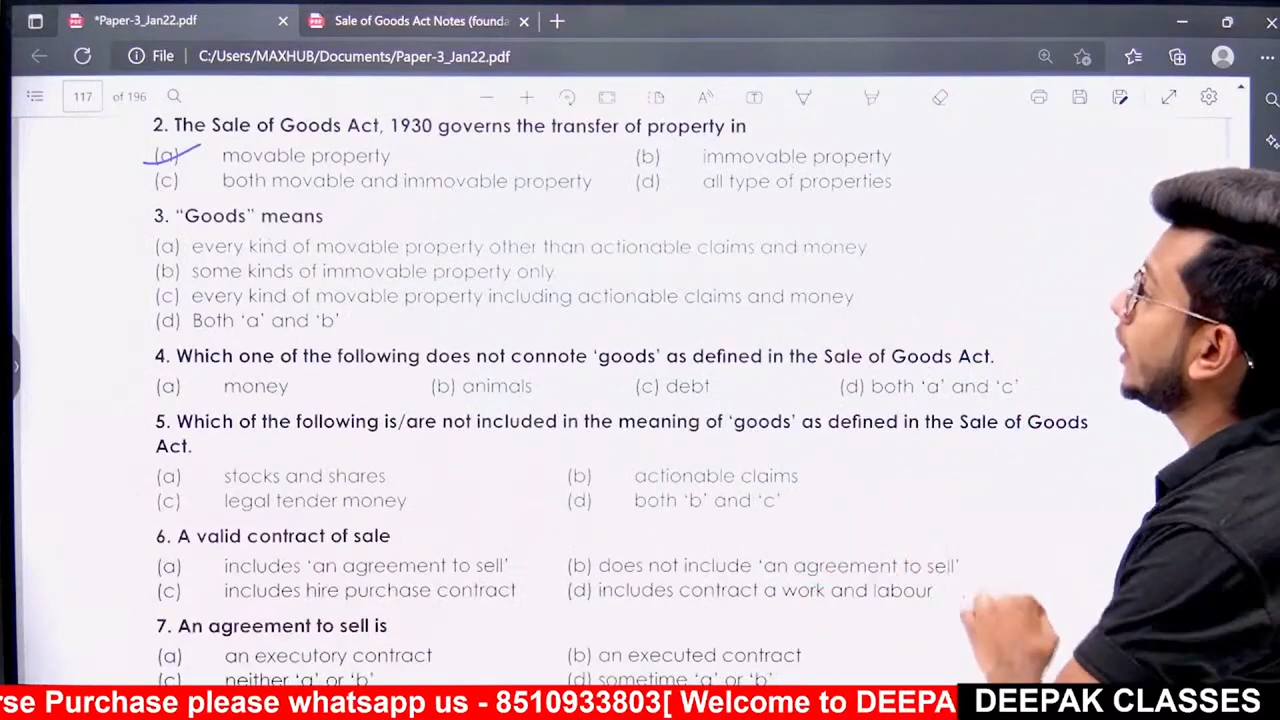 *Paper-3_Jan22.pdf
Sale of Goods Act Notes (founda
File C:/Users/MAXHUB/Documents/Paper-3_Jan22.pdf
117 of 196
2. The Sale of Goods Act, 1930 governs the transfer of property in
(a) movable property (b) immovable property
(c) both movable and immovable property (d) all type of properties
3. “Goods” means
(a) every kind of movable property other than actionable claims and money
(b) some kinds of immovable property only
(c) every kind of movable property including actionable claims and money
(d) Both ‘a’ and ‘b’
4. Which one of the following does not connote ‘goods’ as defined in the Sale of Goods Act.
(a) money (b) animals (c) debt (d) both ‘a’ and ‘c’
5. Which of the following is/are not included in the meaning of ‘goods’ as defined in the Sale of Goods
Act.
(a) stocks and shares (b) actionable claims
(c) legal tender money (d) both ‘b’ and ‘c’
6. A valid contract of sale
(a) includes ‘an agreement to sell’ (b) does not include ‘an agreement to sell’
(c) includes hire purchase contract (d) includes contract a work and labour
7. An agreement to sell is
(a) an executory contract (b) an executed contract
(c) neither ‘a’ or ‘b’ (d) sometime ‘a’ or ‘b’
rse Purchase please whatsapp us - 8510933803[ Welcome to DEEPA
DEEPAK CLASSES